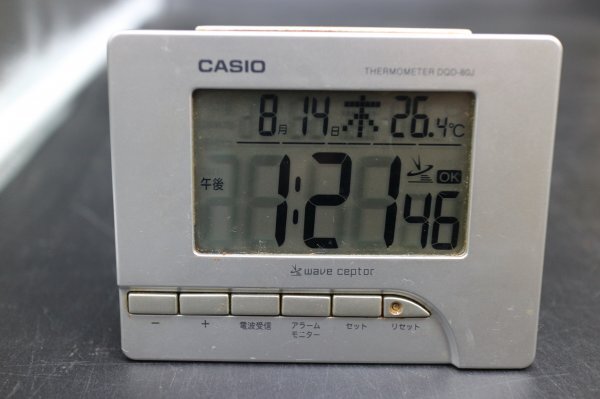 CASIO
THERMOMETER DQD-80J
8月 14日 木 26.4℃
午後 1:21 46 OK
wave ceptor
− + 電波受信 アラームモニター セット リセット